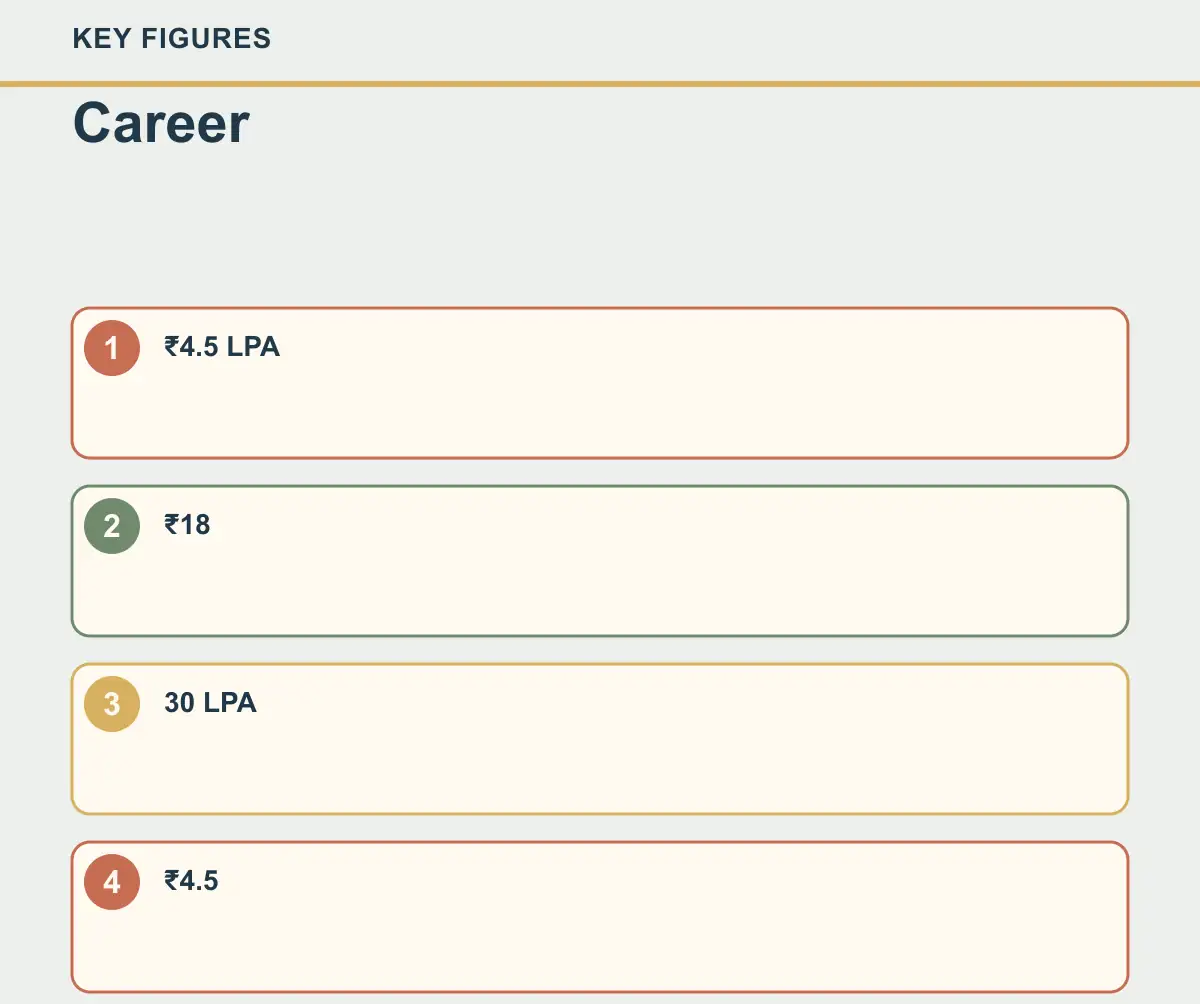 KEY FIGURES
Career
1 ₹4.5 LPA
2 ₹18
3 30 LPA
4 ₹4.5